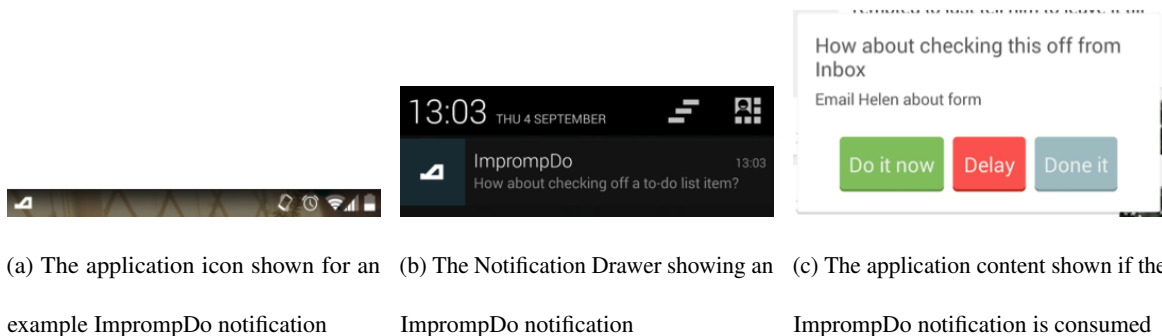 How about checking this off from
Inbox
Email Helen about form
Do it now
Delay
Done it
13:03 THU 4 SEPTEMBER
ImprompDo
13:03
How about checking off a to-do list item?
(a) The application icon shown for an
example ImprompDo notification
(b) The Notification Drawer showing an
ImprompDo notification
(c) The application content shown if the
ImprompDo notification is consumed